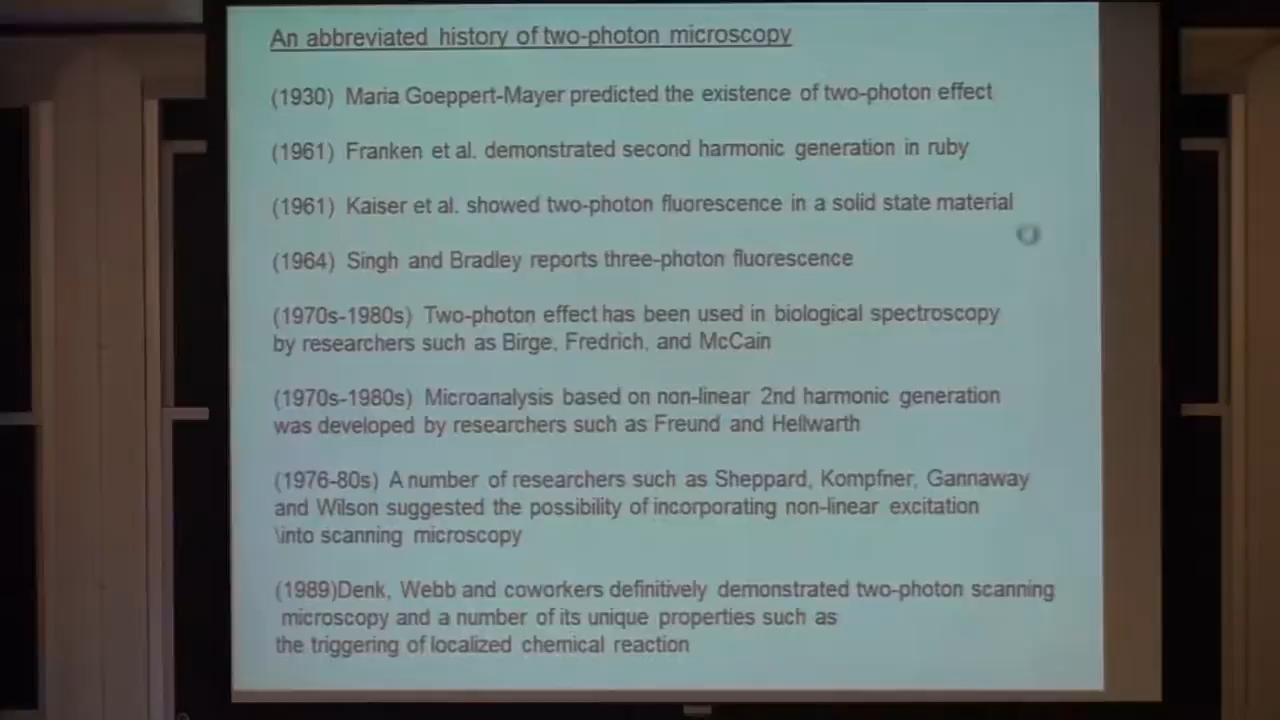 An abbreviated history of two-photon microscopy
(1930) Maria Goeppert-Mayer predicted the existence of two-photon effect
(1961) Franken et al. demonstrated second harmonic generation in ruby
(1961) Kaiser et al. showed two-photon fluorescence in a solid state material
(1964) Singh and Bradley reports three-photon fluorescence
(1970s-1980s) Two-photon effect has been used in biological spectroscopy
by researchers such as Birge, Fredrich, and McCain
(1970s-1980s) Microanalysis based on non-linear 2nd harmonic generation
was developed by researchers such as Freund and Hellwarth
(1976-80s) A number of researchers such as Sheppard, Kompfner, Gannaway
and Wilson suggested the possibility of incorporating non-linear excitation
\into scanning microscopy
(1989)Denk, Webb and coworkers definitively demonstrated two-photon scanning
microscopy and a number of its unique properties such as
the triggering of localized chemical reaction